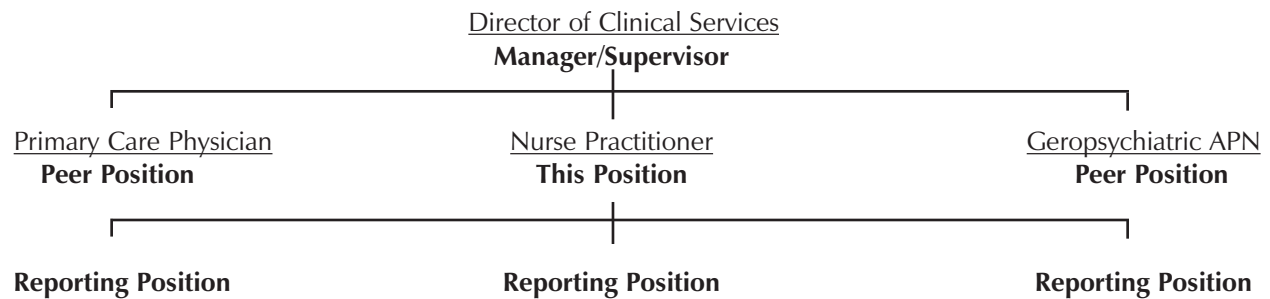 Director of Clinical Services
Manager/Supervisor
Primary Care Physician Nurse Practitioner Geropsychiatric APN
Peer Position This Position Peer Position
Reporting Position Reporting Position Reporting Position